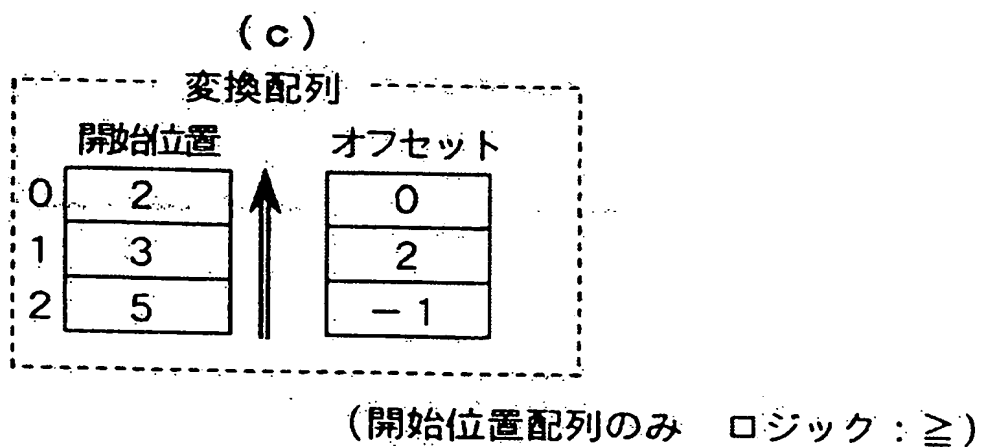 (c)
変換配列
開始位置 オフセット
0 2 0
1 3 2
2 5 −1
(開始位置配列のみ ロジック:≧)